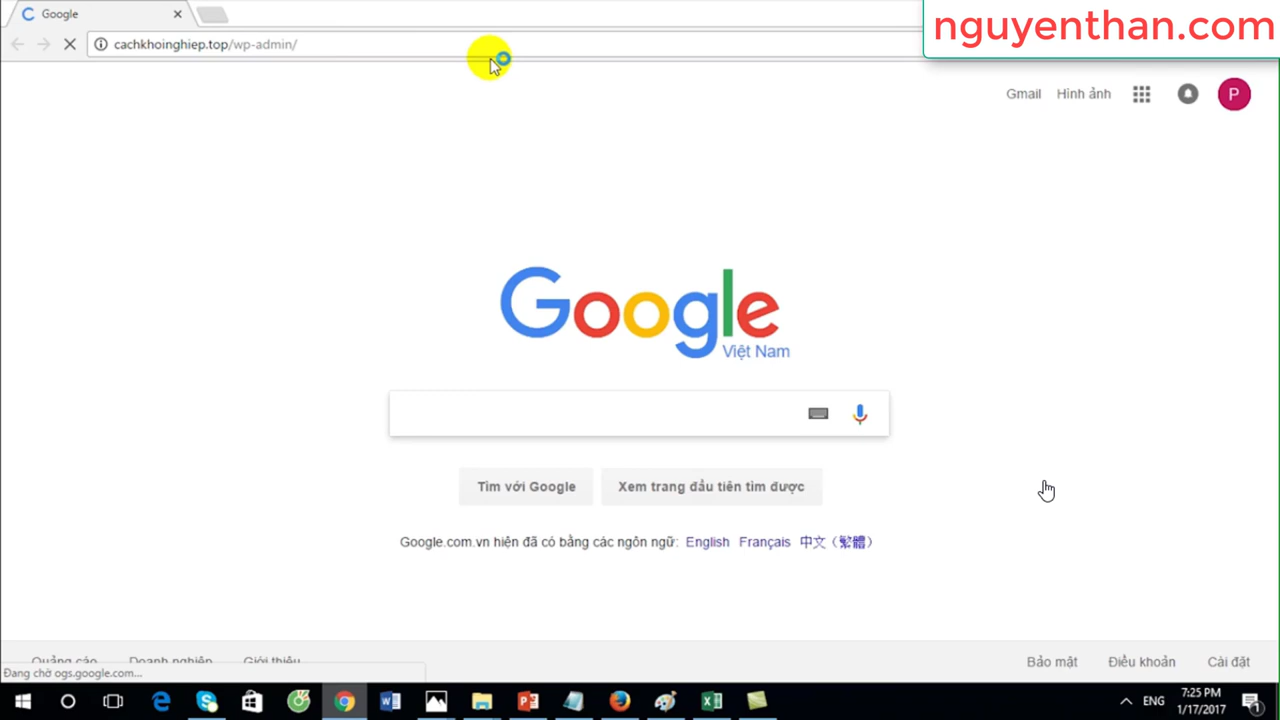 Google
nguyenthan.com
cachkhoinghiep.top/wp-admin/
Gmail Hình ảnh
P
Google
Việt Nam
Tìm với Google Xem trang đầu tiên tìm được
Google.com.vn hiện đã có bằng các ngôn ngữ: English Français 中文（繁體）
Quảng cáo Doanh nghiệp Giới thiệu Bảo mật Điều khoản Cài đặt
Đang chờ ogs.google.com...
ENG
7:25 PM
1/17/2017
1